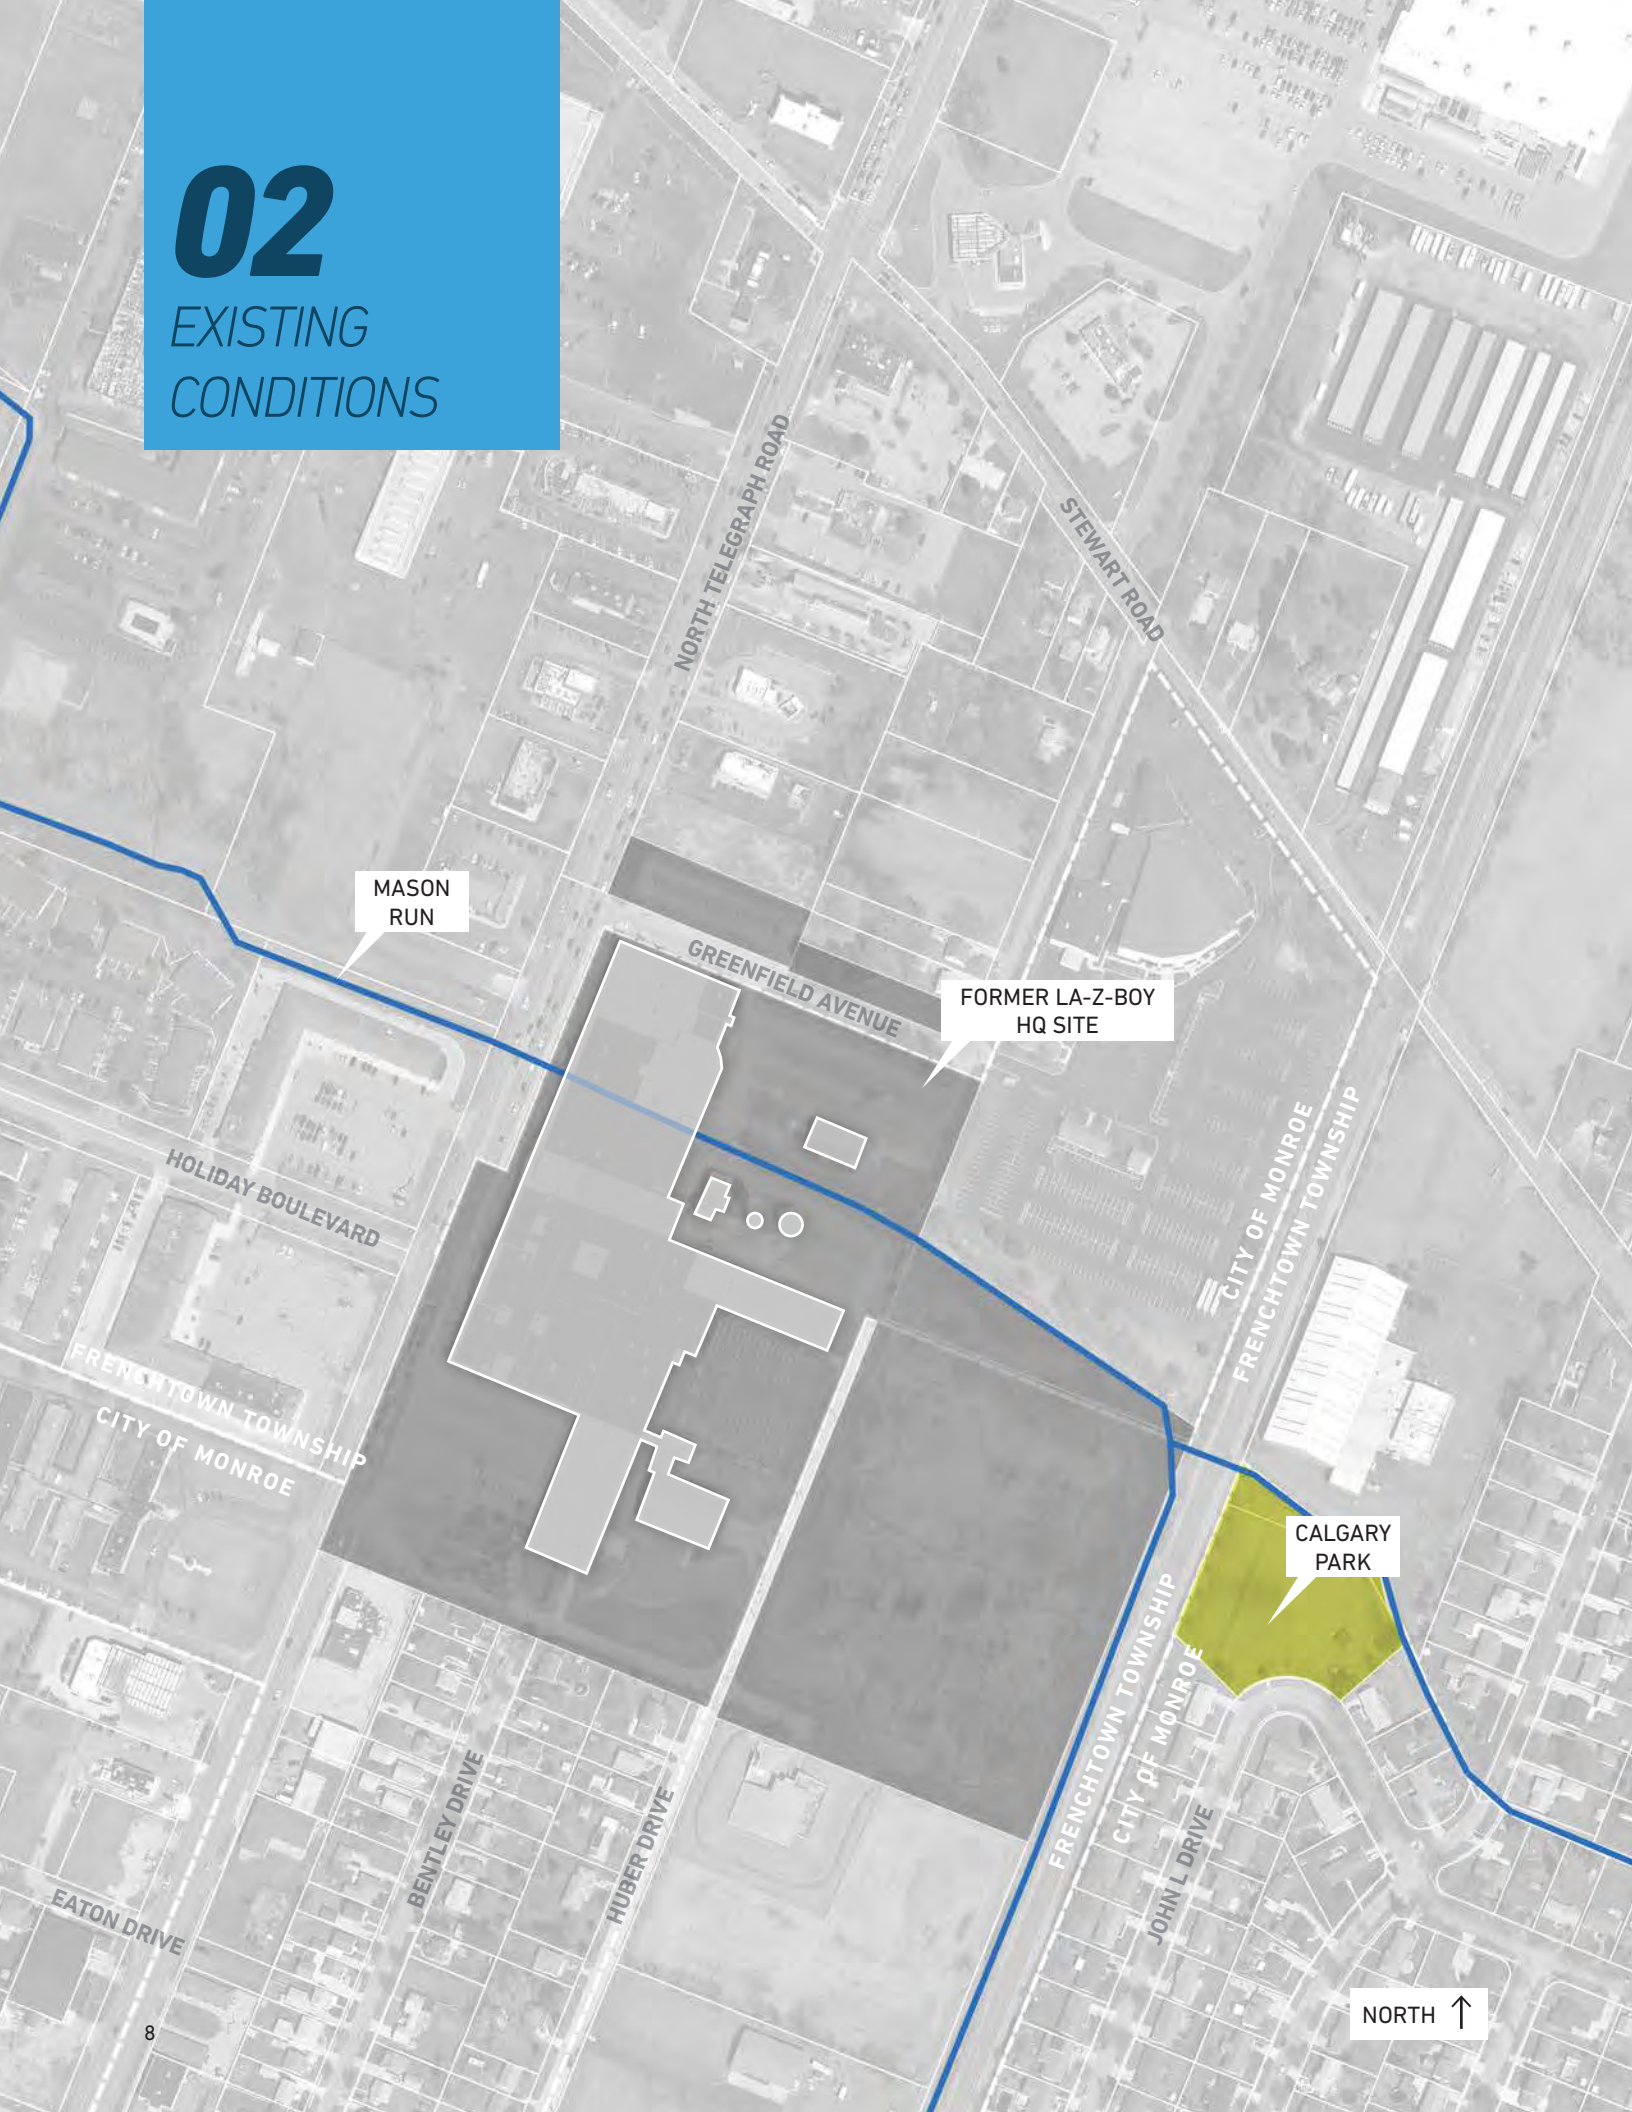 02
EXISTING
CONDITIONS
NORTH TELEGRAPH ROAD
STEWART ROAD
MASON
RUN
GREENFIELD AVENUE
FORMER LA-Z-BOY
HQ SITE
HOLIDAY BOULEVARD
CITY OF MONROE
FRENCHTOWN TOWNSHIP
FRENCHTOWN TOWNSHIP
CITY OF MONROE
CALGARY
PARK
FRENCHTOWN TOWNSHIP
CITY OF MONROE
BENTLEY DRIVE
HUBER DRIVE
JOHN L DRIVE
EATON DRIVE
NORTH
8